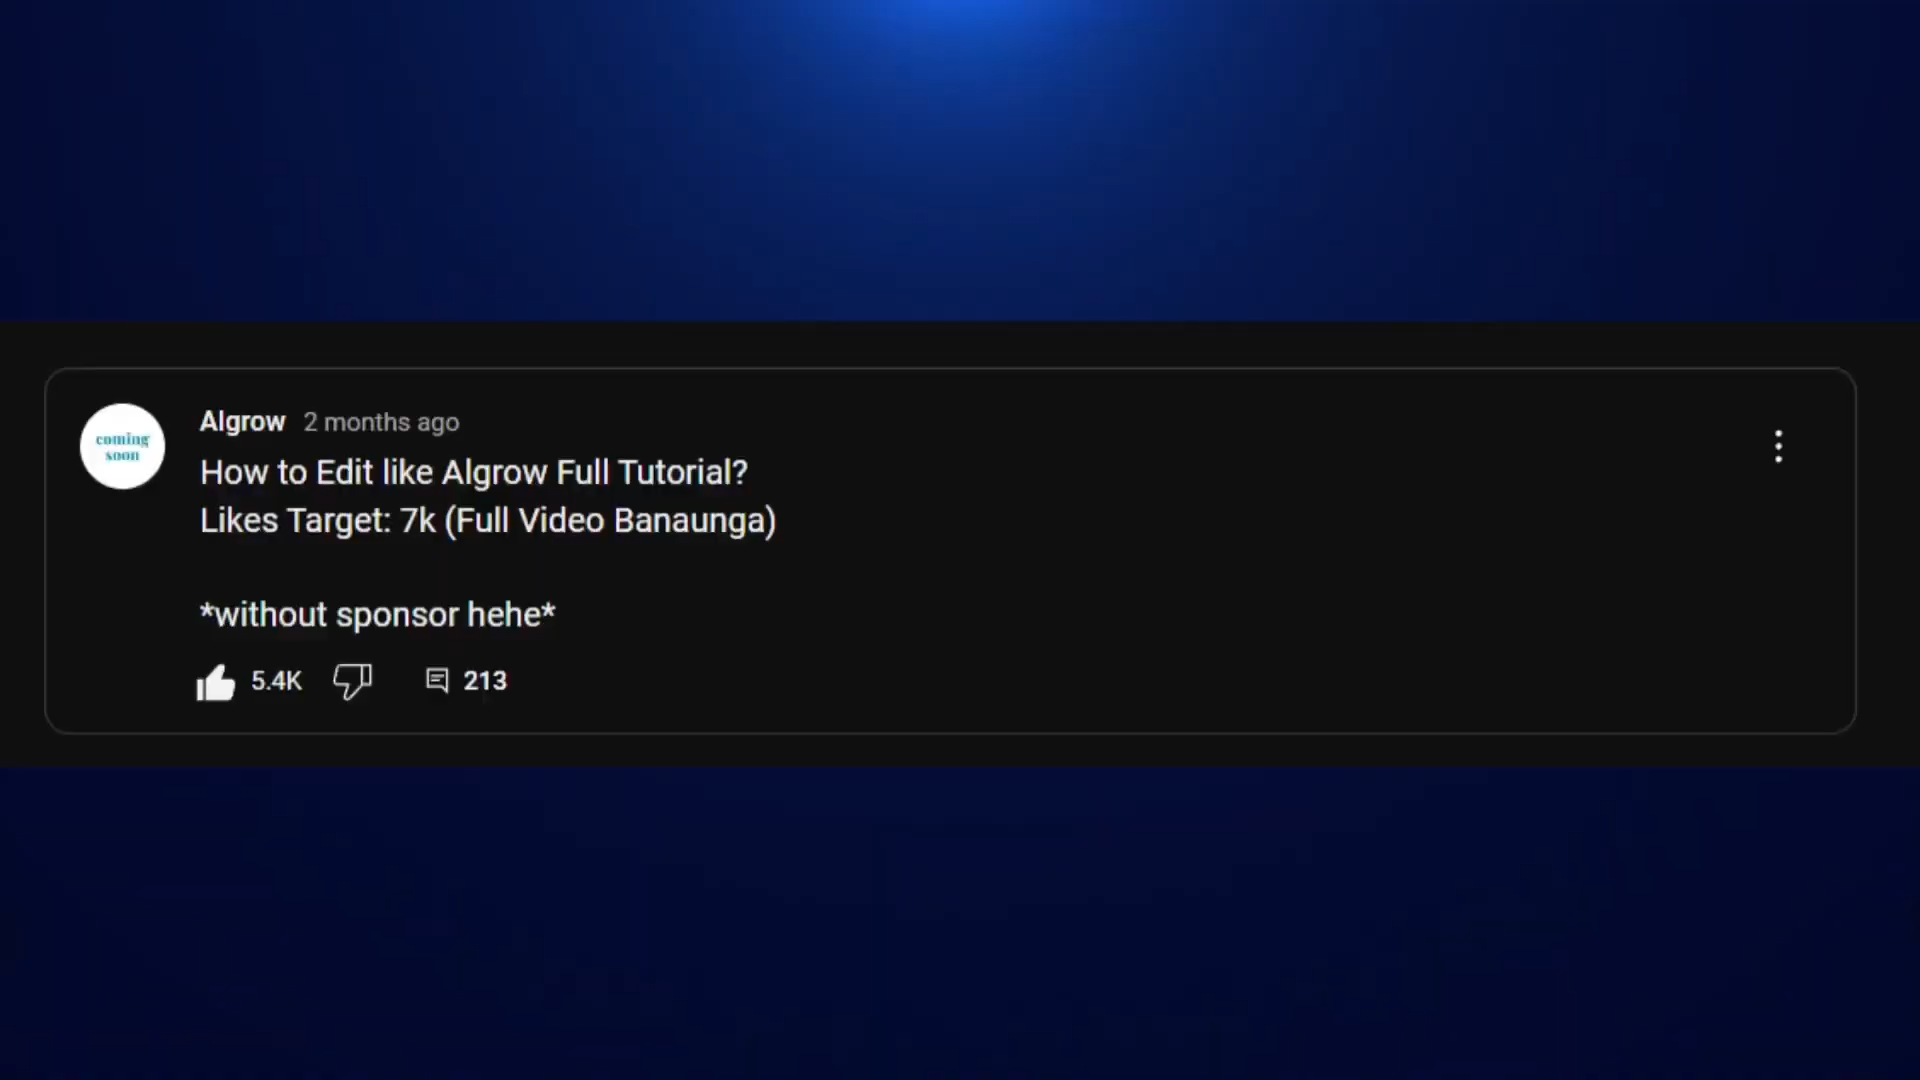 coming
soon
Algrow 2 months ago
How to Edit like Algrow Full Tutorial?
Likes Target: 7k (Full Video Banaunga)
*without sponsor hehe*
5.4K 213